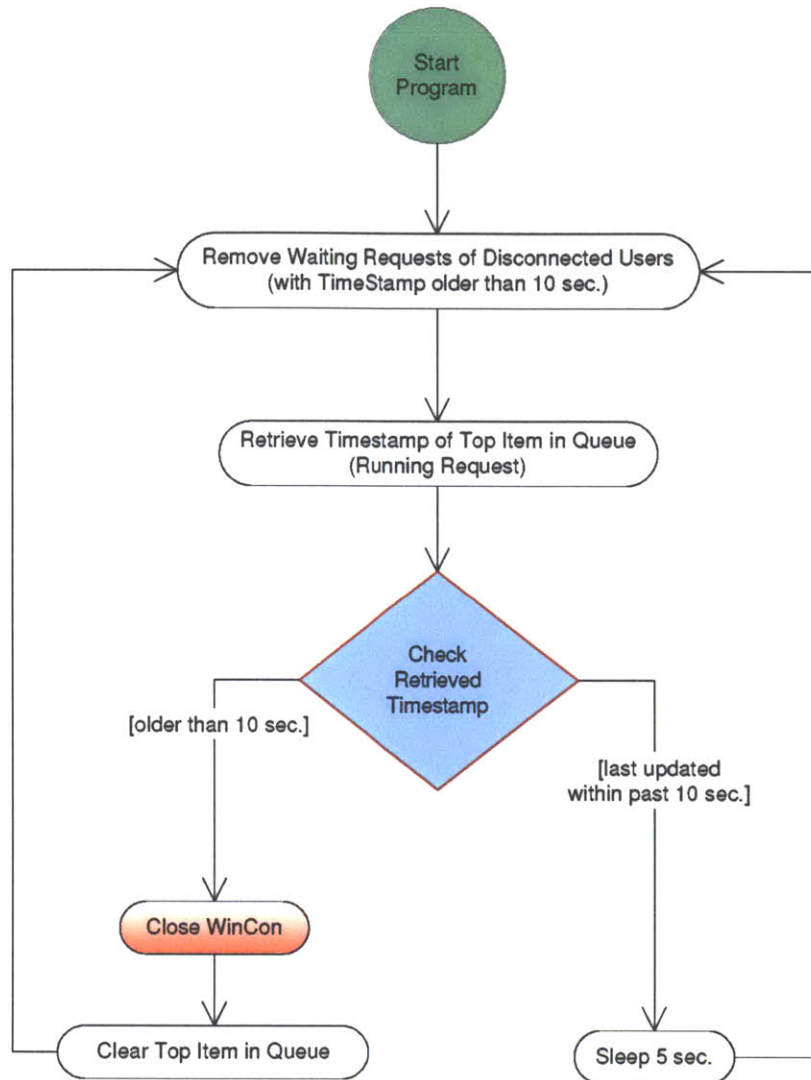 Start
Program
Remove Waiting Requests of Disconnected Users
(with TimeStamp older than 10 sec.)
Retrieve Timestamp of Top Item in Queue
(Running Request)
Check
Retrieved
Timestamp
[older than 10 sec.]
[last updated
within past 10 sec.]
Close WinCon
Clear Top Item in Queue
Sleep 5 sec.